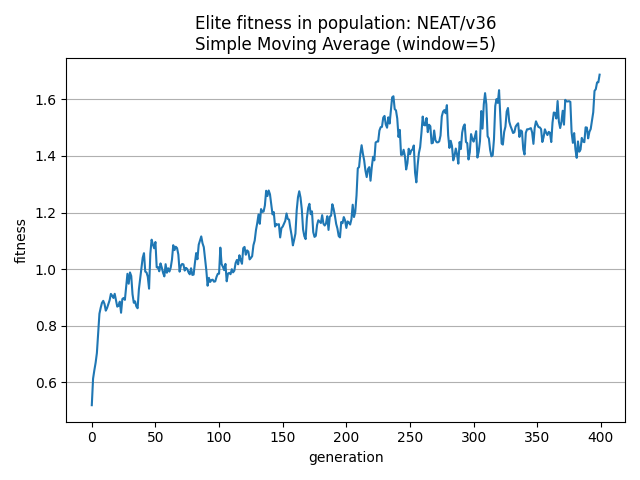 Elite fitness in population: NEAT/v36
Simple Moving Average (window=5)
fitness
1.6
1.4
1.2
1.0
0.8
0.6
0 50 100 150 200 250 300 350 400
generation